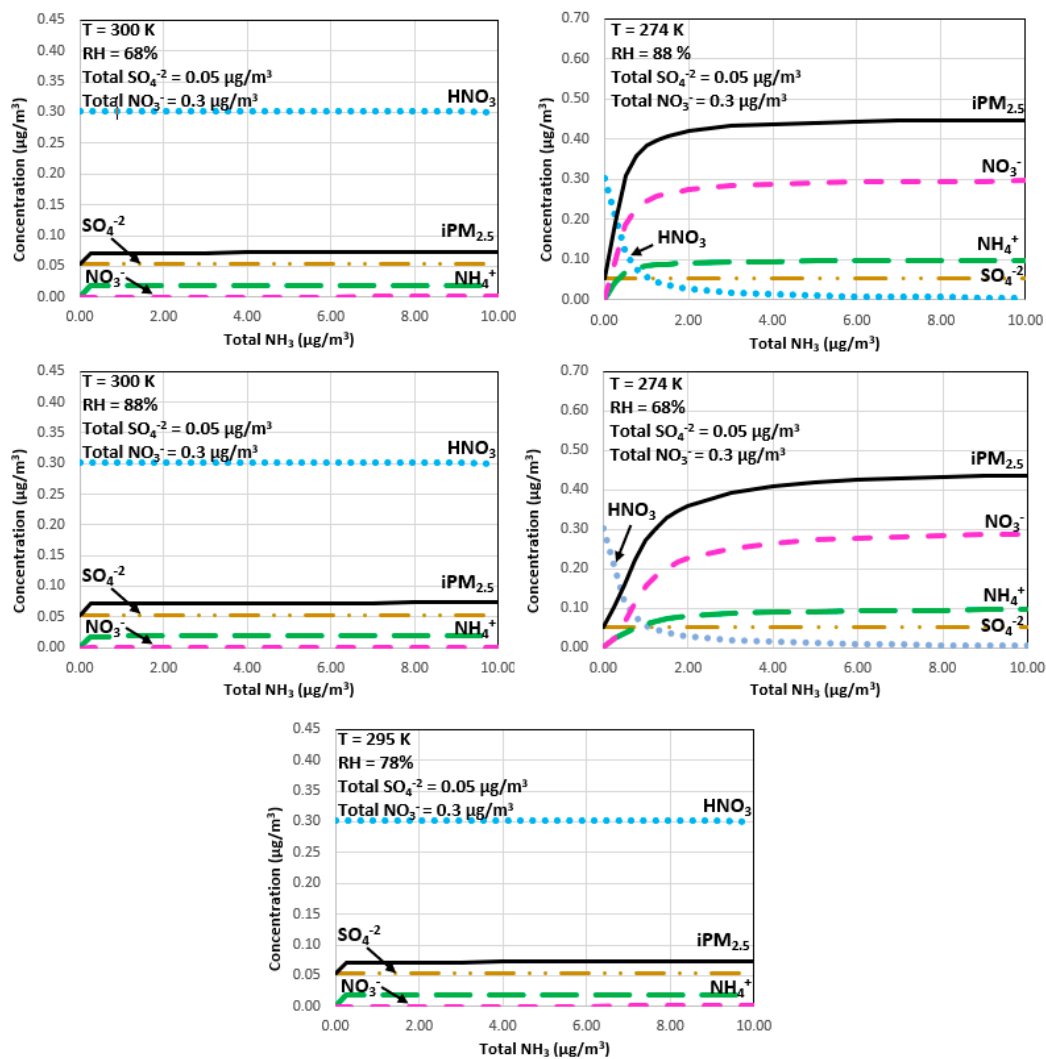 T = 300 K
RH = 68%
Total SO₄⁻² = 0.05 µg/m³
Total NO₃⁻ = 0.3 µg/m³
HNO₃
SO₄⁻²
iPM₂.₅
NO₃⁻
NH₄⁺
Concentration (µg/m³)
0.45
0.40
0.35
0.30
0.25
0.20
0.15
0.10
0.05
0.00
0.00 2.00 4.00 6.00 8.00 10.00
Total NH₃ (µg/m³)
T = 274 K
RH = 88 %
Total SO₄⁻² = 0.05 µg/m³
Total NO₃⁻ = 0.3 µg/m³
iPM₂.₅
NO₃⁻
HNO₃
NH₄⁺
SO₄⁻²
Concentration (µg/m³)
0.70
0.60
0.50
0.40
0.30
0.20
0.10
0.00
0.00 2.00 4.00 6.00 8.00 10.00
Total NH₃ (µg/m³)
T = 300 K
RH = 88%
Total SO₄⁻² = 0.05 µg/m³
Total NO₃⁻ = 0.3 µg/m³
HNO₃
SO₄⁻²
iPM₂.₅
NO₃⁻
NH₄⁺
Concentration (µg/m³)
0.45
0.40
0.35
0.30
0.25
0.20
0.15
0.10
0.05
0.00
0.00 2.00 4.00 6.00 8.00 10.00
Total NH₃ (µg/m³)
T = 274 K
RH = 68%
Total SO₄⁻² = 0.05 µg/m³
Total NO₃⁻ = 0.3 µg/m³
iPM₂.₅
HNO₃
NO₃⁻
NH₄⁺
SO₄⁻²
Concentration (µg/m³)
0.70
0.60
0.50
0.40
0.30
0.20
0.10
0.00
0.00 2.00 4.00 6.00 8.00 10.00
Total NH₃ (µg/m³)
T = 295 K
RH = 78%
Total SO₄⁻² = 0.05 µg/m³
Total NO₃⁻ = 0.3 µg/m³
HNO₃
SO₄⁻²
iPM₂.₅
NO₃⁻
NH₄⁺
Concentration (µg/m³)
0.45
0.40
0.35
0.30
0.25
0.20
0.15
0.10
0.05
0.00
0.00 2.00 4.00 6.00 8.00 10.00
Total NH₃ (µg/m³)